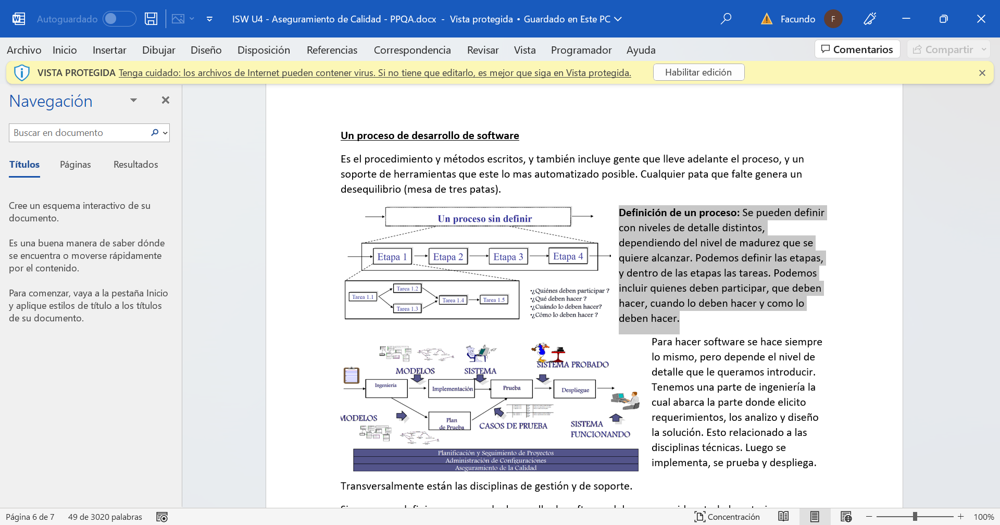 Autoguardado
ISW U4 - Aseguramiento de Calidad - PPQA.docx - Vista protegida • Guardado en Este PC
Facundo
F
Archivo Inicio Insertar Dibujar Diseño Disposición Referencias Correspondencia Revisar Vista Programador Ayuda
Comentarios
Compartir
VISTA PROTEGIDA Tenga cuidado: los archivos de Internet pueden contener virus. Si no tiene que editarlo, es mejor que siga en Vista protegida.
Habilitar edición
Navegación
Buscar en documento
Títulos Páginas Resultados
Cree un esquema interactivo de su
documento.
Es una buena manera de saber dónde
se encuentra o moverse rápidamente
por el contenido.
Para comenzar, vaya a la pestaña Inicio
y aplique estilos de título a los títulos
de su documento.
Un proceso de desarrollo de software
Es el procedimiento y métodos escritos, y también incluye gente que lleve adelante el proceso, y un
soporte de herramientas que este lo mas automatizado posible. Cualquier pata que falte genera un
desequilibrio (mesa de tres patas).
Un proceso sin definir
Etapa 1
Etapa 2
Etapa 3
Etapa 4
Tarea 1.1
Tarea 1.2
Tarea 1.3
Tarea 1.4
Tarea 1.5
•¿Quiénes deben participar ?
•¿Qué deben hacer ?
•¿Cuándo lo deben hacer?
•¿Cómo lo deben hacer ?
Definición de un proceso: Se pueden definir
con niveles de detalle distintos,
dependiendo del nivel de madurez que se
quiere alcanzar. Podemos definir las etapas,
y dentro de las etapas las tareas. Podemos
incluir quienes deben participar, que deben
hacer, cuando lo deben hacer y como lo
deben hacer.
MODELOS
SISTEMA
SISTEMA PROBADO
Ingeniería
Implementación
Prueba
Despliegue
MODELOS
Plan
de Prueba
CASOS DE PRUEBA
SISTEMA
FUNCIONANDO
Planificación y Seguimiento de Proyectos
Administración de Configuraciones
Aseguramiento de la Calidad
Para hacer software se hace siempre
lo mismo, pero depende el nivel de
detalle que le queramos introducir.
Tenemos una parte de ingeniería la
cual abarca la parte donde elicito
requerimientos, los analizo y diseño
la solución. Esto relacionado a las
disciplinas técnicas. Luego se
implementa, se prueba y despliega.
Transversalmente están las disciplinas de gestión y de soporte.
Página 6 de 7
49 de 3020 palabras
Concentración
100%